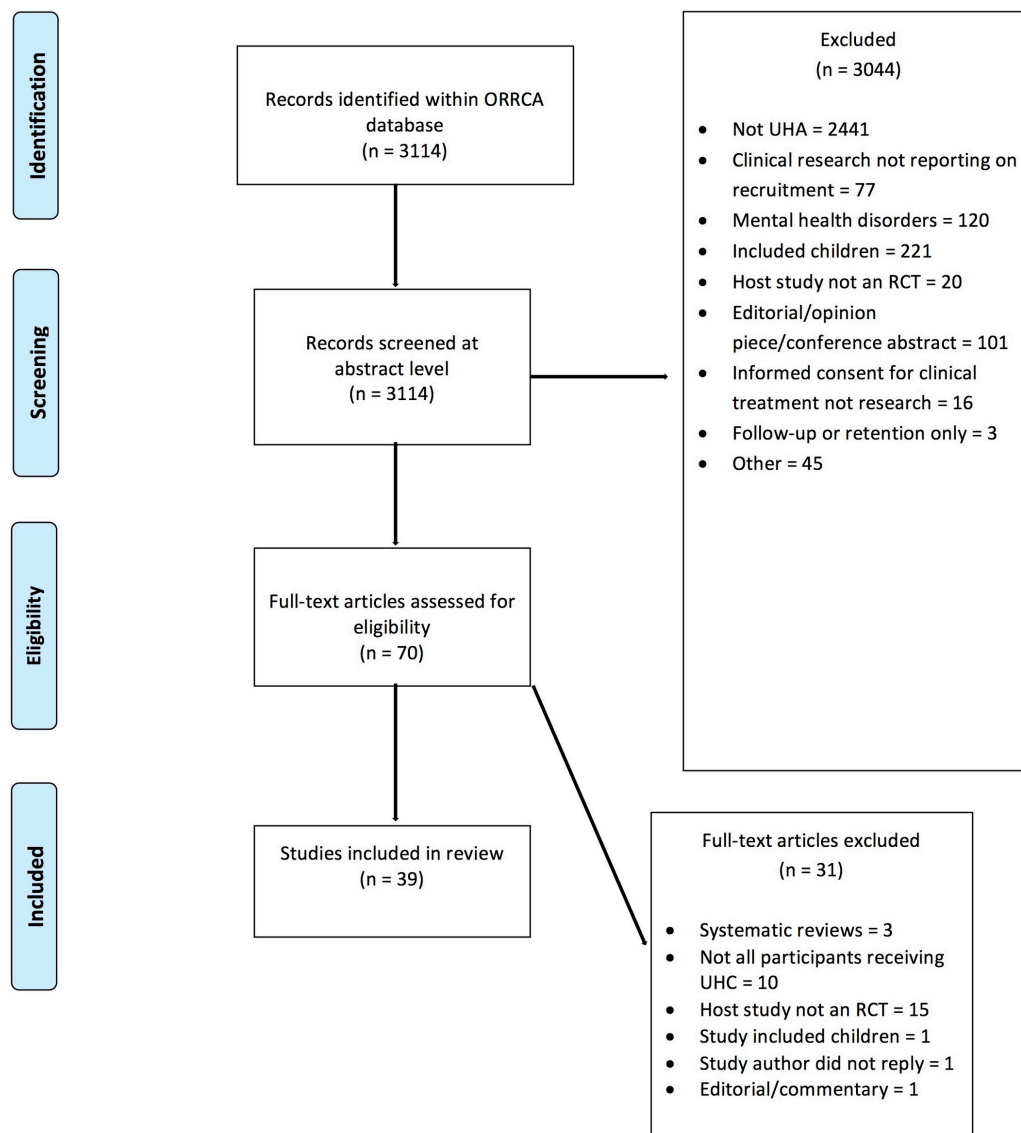 Identification
Records identified within ORRCA
database
(n = 3114)
Excluded
(n = 3044)
• Not UHA = 2441
• Clinical research not reporting on
recruitment = 77
• Mental health disorders = 120
• Included children = 221
• Host study not an RCT = 20
• Editorial/opinion
piece/conference abstract = 101
• Informed consent for clinical
treatment not research = 16
• Follow-up or retention only = 3
• Other = 45
Screening
Records screened at
abstract level
(n = 3114)
Eligibility
Full-text articles assessed for
eligibility
(n = 70)
Included
Studies included in review
(n = 39)
Full-text articles excluded
(n = 31)
• Systematic reviews = 3
• Not all participants receiving
UHC = 10
• Host study not an RCT = 15
• Study included children = 1
• Study author did not reply = 1
• Editorial/commentary = 1